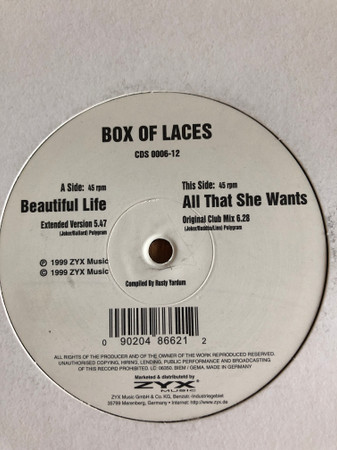 BOX OF LACES
CDS 0006-12
A Side: 45 rpm
Beautiful Life
Extended Version 5.47
(Joker/Ballard) Polygram
This Side: 45 rpm
All That She Wants
Original Club Mix 6.28
(Joker/Buddha/Linn) Polygram
℗ 1999 ZYX Music
© 1999 ZYX Music
Compiled By Rusty Yardum
0 90204 86621 2
ALL RIGHTS OF THE PRODUCER AND OF THE OWNER OF THE WORK REPRODUCED RESERVED.
UNAUTHORISED COPYING, HIRING, LENDING, PUBLIC PERFORMANCE AND BROADCASTING
OF THIS RECORD PROHIBITED. LC 06350. BIEM / GEMA. MADE IN GERMANY
Marketed & distributed by
ZYX
MUSIC
ZYX Music GmbH & Co. KG, Benzstr.-Industriegebiet
35799 Merenberg, Germany • Internet: http://www.zyx.de